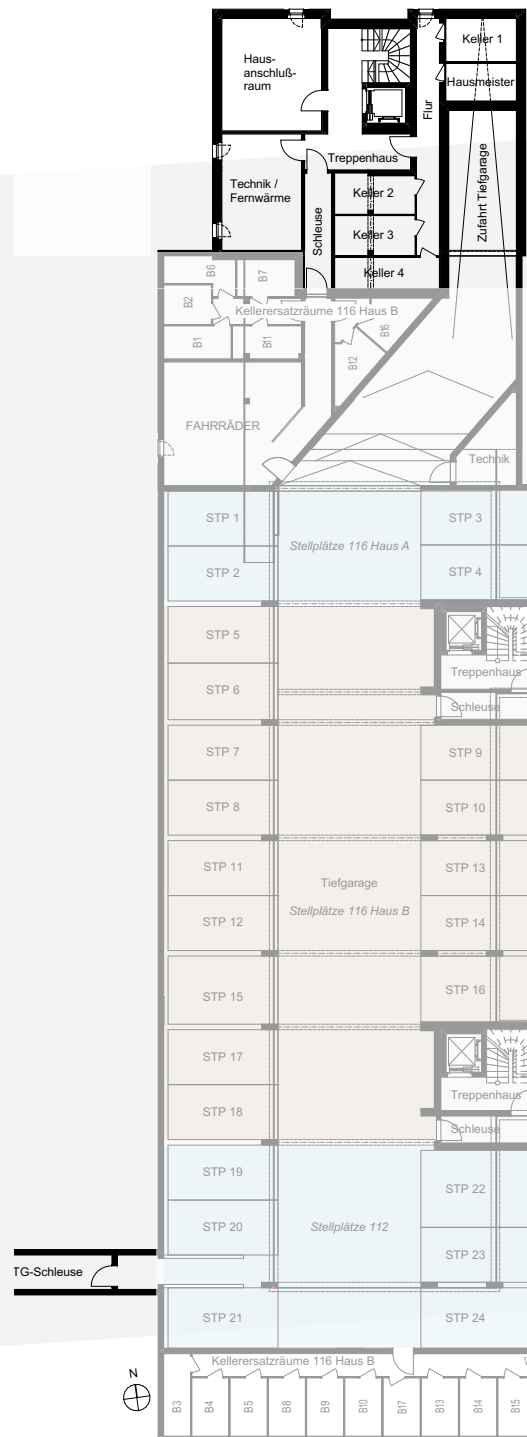 Haus-
anschlußraum
Keller 1
Hausmeister
Flur
Treppenhaus
Zufahrt Tiefgarage
Technik /
Fernwärme
Schleuse
Keller 2
Keller 3
Keller 4
B6
B7
B2
Kellerersatzräume 116 Haus B
B1
B11
B12
B16
FAHRRÄDER
Technik
STP 1
STP 3
Stellplätze 116 Haus A
STP 2
STP 4
STP 5
Treppenhaus
STP 6
Schleuse
STP 7
STP 9
STP 8
STP 10
STP 11
STP 13
Tiefgarage
Stellplätze 116 Haus B
STP 12
STP 14
STP 15
STP 16
STP 17
Treppenhaus
STP 18
Schleuse
STP 19
STP 22
STP 20
Stellplätze 112
STP 23
TG-Schleuse
STP 21
STP 24
Kellerersatzräume 116 Haus B
N
B3
B4
B5
B8
B9
B10
B17
B13
B14
B15